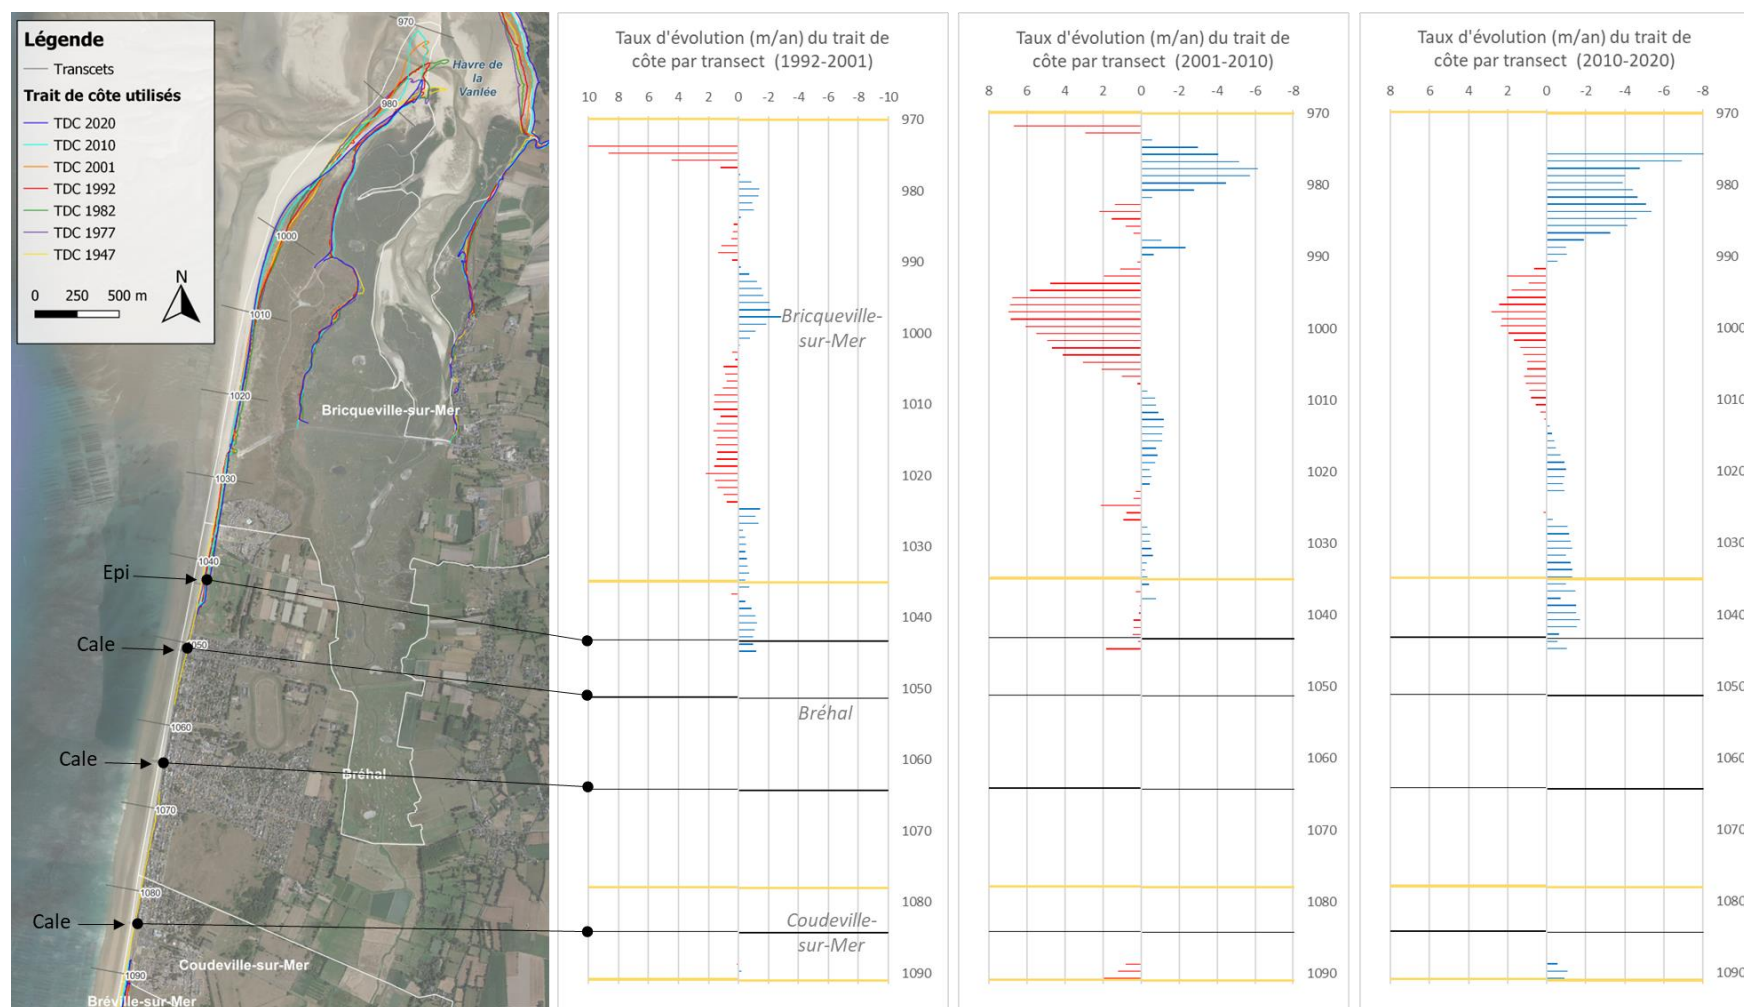 Légende
Transcets
Trait de côte utilisés
TDC 2020
TDC 2010
TDC 2001
TDC 1992
TDC 1982
TDC 1977
TDC 1947
N
0 250 500 m
970
Havre de
la
Vanlée
980
1000
1010
1020
Bricqueville-sur-Mer
1030
1040
Epi
Cale
1060
Cale
Bréhal
1070
1080
Cale
Coudeville-sur-Mer
1090
Bréville-sur-Mer
Taux d'évolution (m/an) du trait de
côte par transect (1992-2001)
10 8 6 4 2 0 -2 -4 -6 -8 -10
970
980
990
Bricqueville-
sur-Mer
1000
1010
1020
1030
1040
1050
Bréhal
1060
1070
1080
Coudeville-
sur-Mer
1090
Taux d'évolution (m/an) du trait de
côte par transect (2001-2010)
8 6 4 2 0 -2 -4 -6 -8
970
980
990
1000
1010
1020
1030
1040
1050
1060
1070
1080
1090
Taux d'évolution (m/an) du trait de
côte par transect (2010-2020)
8 6 4 2 0 -2 -4 -6 -8
970
980
990
1000
1010
1020
1030
1040
1050
1060
1070
1080
1090